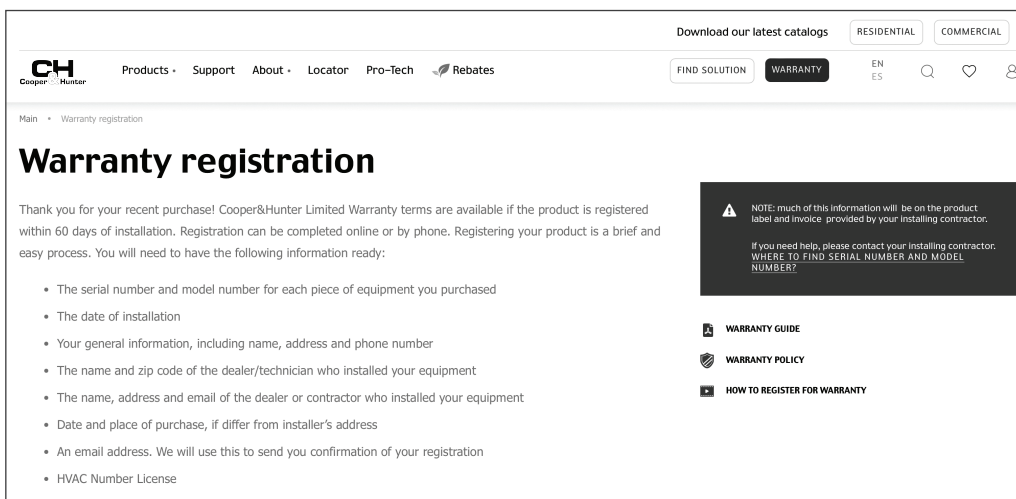 Download our latest catalogs RESIDENTIAL COMMERCIAL
CH
Cooper&Hunter
Products • Support About • Locator Pro-Tech Rebates FIND SOLUTION WARRANTY EN
ES
Main • Warranty registration
Warranty registration
Thank you for your recent purchase! Cooper&Hunter Limited Warranty terms are available if the product is registered
within 60 days of installation. Registration can be completed online or by phone. Registering your product is a brief and
easy process. You will need to have the following information ready:
• The serial number and model number for each piece of equipment you purchased
• The date of installation
• Your general information, including name, address and phone number
• The name and zip code of the dealer/technician who installed your equipment
• The name, address and email of the dealer or contractor who installed your equipment
• Date and place of purchase, if differ from installer's address
• An email address. We will use this to send you confirmation of your registration
• HVAC Number License
NOTE: much of this information will be on the product
label and invoice provided by your installing contractor.
If you need help, please contact your installing contractor.
WHERE TO FIND SERIAL NUMBER AND MODEL
NUMBER?
WARRANTY GUIDE
WARRANTY POLICY
HOW TO REGISTER FOR WARRANTY